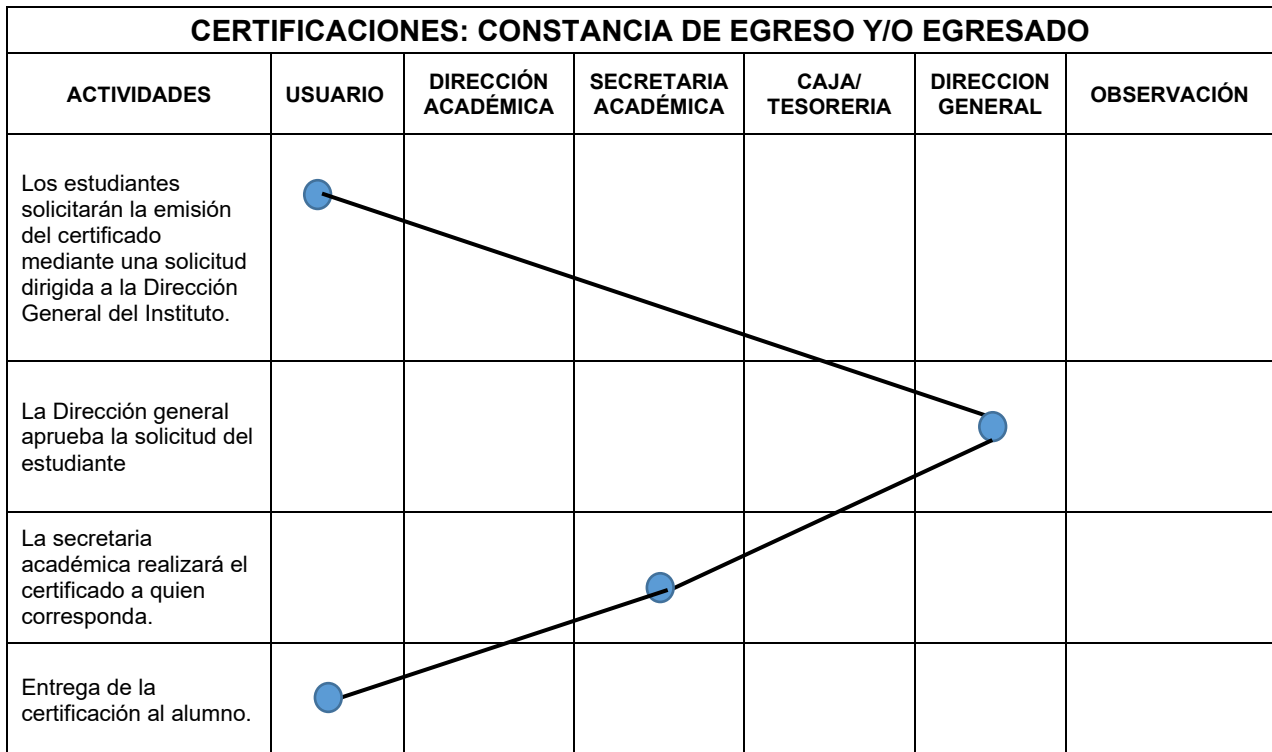 CERTIFICACIONES: CONSTANCIA DE EGRESO Y/O EGRESADO
ACTIVIDADES
USUARIO
DIRECCIÓN
ACADÉMICA
SECRETARIA
ACADÉMICA
CAJA/
TESORERIA
DIRECCION
GENERAL
OBSERVACIÓN
Los estudiantes
solicitarán la emisión
del certificado
mediante una solicitud
dirigida a la Dirección
General del Instituto.
La Dirección general
aprueba la solicitud del
estudiante
La secretaria
académica realizará el
certificado a quien
corresponda.
Entrega de la
certificación al alumno.